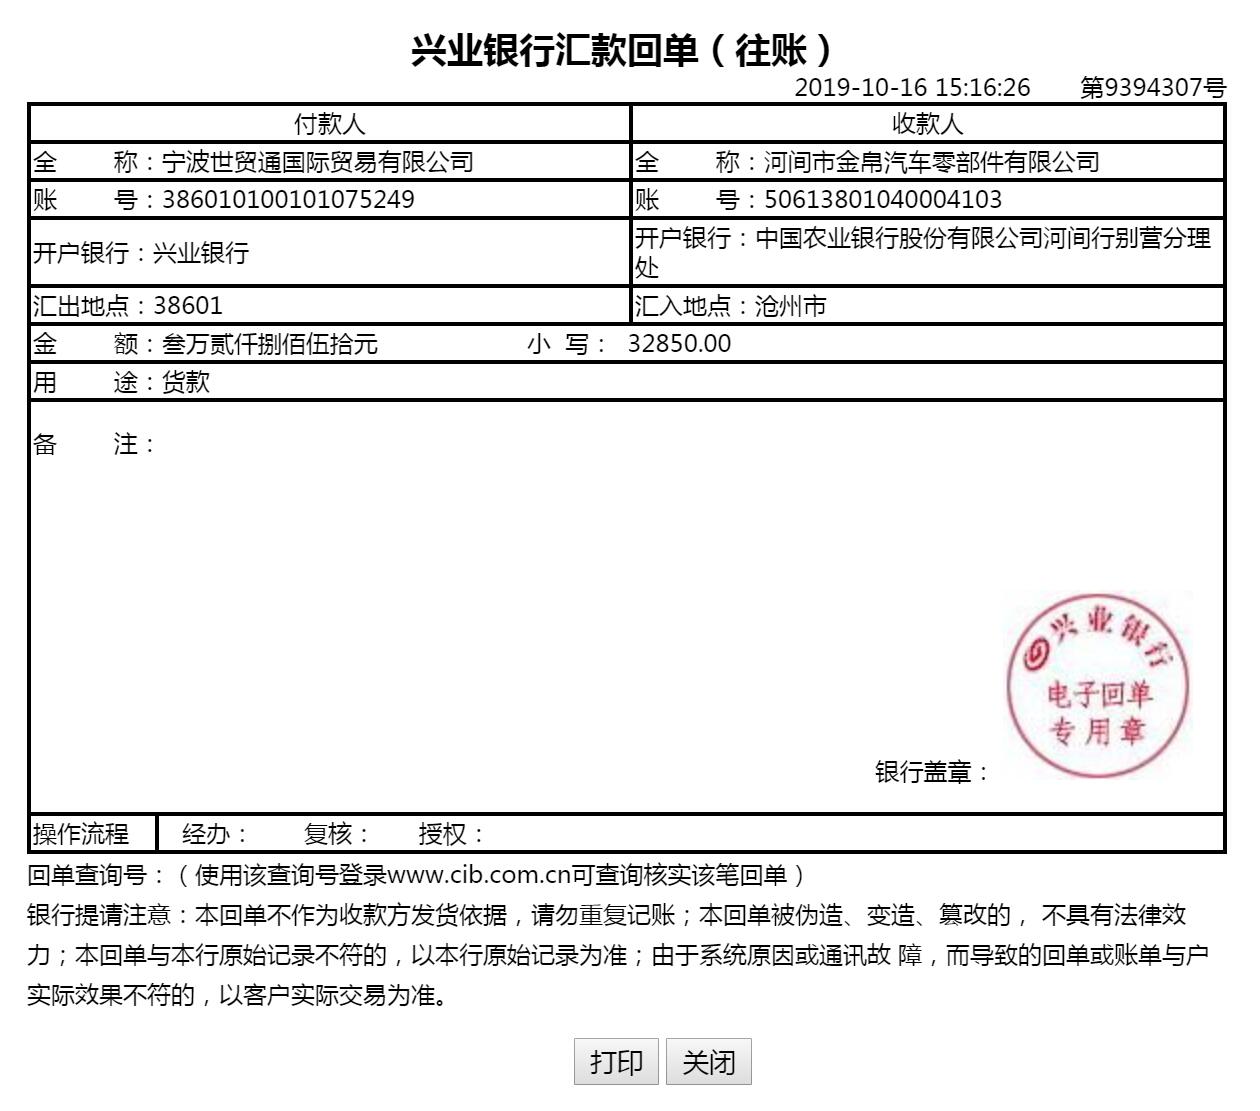 兴业银行汇款回单（往账）
2019-10-16 15:16:26 第9394307号
付款人 收款人
全 称：宁波世贸通国际贸易有限公司 全 称：河间市金帛汽车零部件有限公司
账 号：386010100101075249 账 号：50613801040004103
开户银行：兴业银行 开户银行：中国农业银行股份有限公司河间行别营分理
处
汇出地点：38601 汇入地点：沧州市
金 额：叁万贰仟捌佰伍拾元 小 写： 32850.00
用 途：货款
备 注：
兴业银行
电子回单
专用章
银行盖章：
操作流程 经办： 复核： 授权：
回单查询号：（使用该查询号登录www.cib.com.cn可查询核实该笔回单）
银行提请注意：本回单不作为收款方发货依据，请勿重复记账；本回单被伪造、变造、篡改的， 不具有法律效
力；本回单与本行原始记录不符的，以本行原始记录为准；由于系统原因或通讯故 障，而导致的回单或账单与户
实际效果不符的，以客户实际交易为准。
打印 关闭